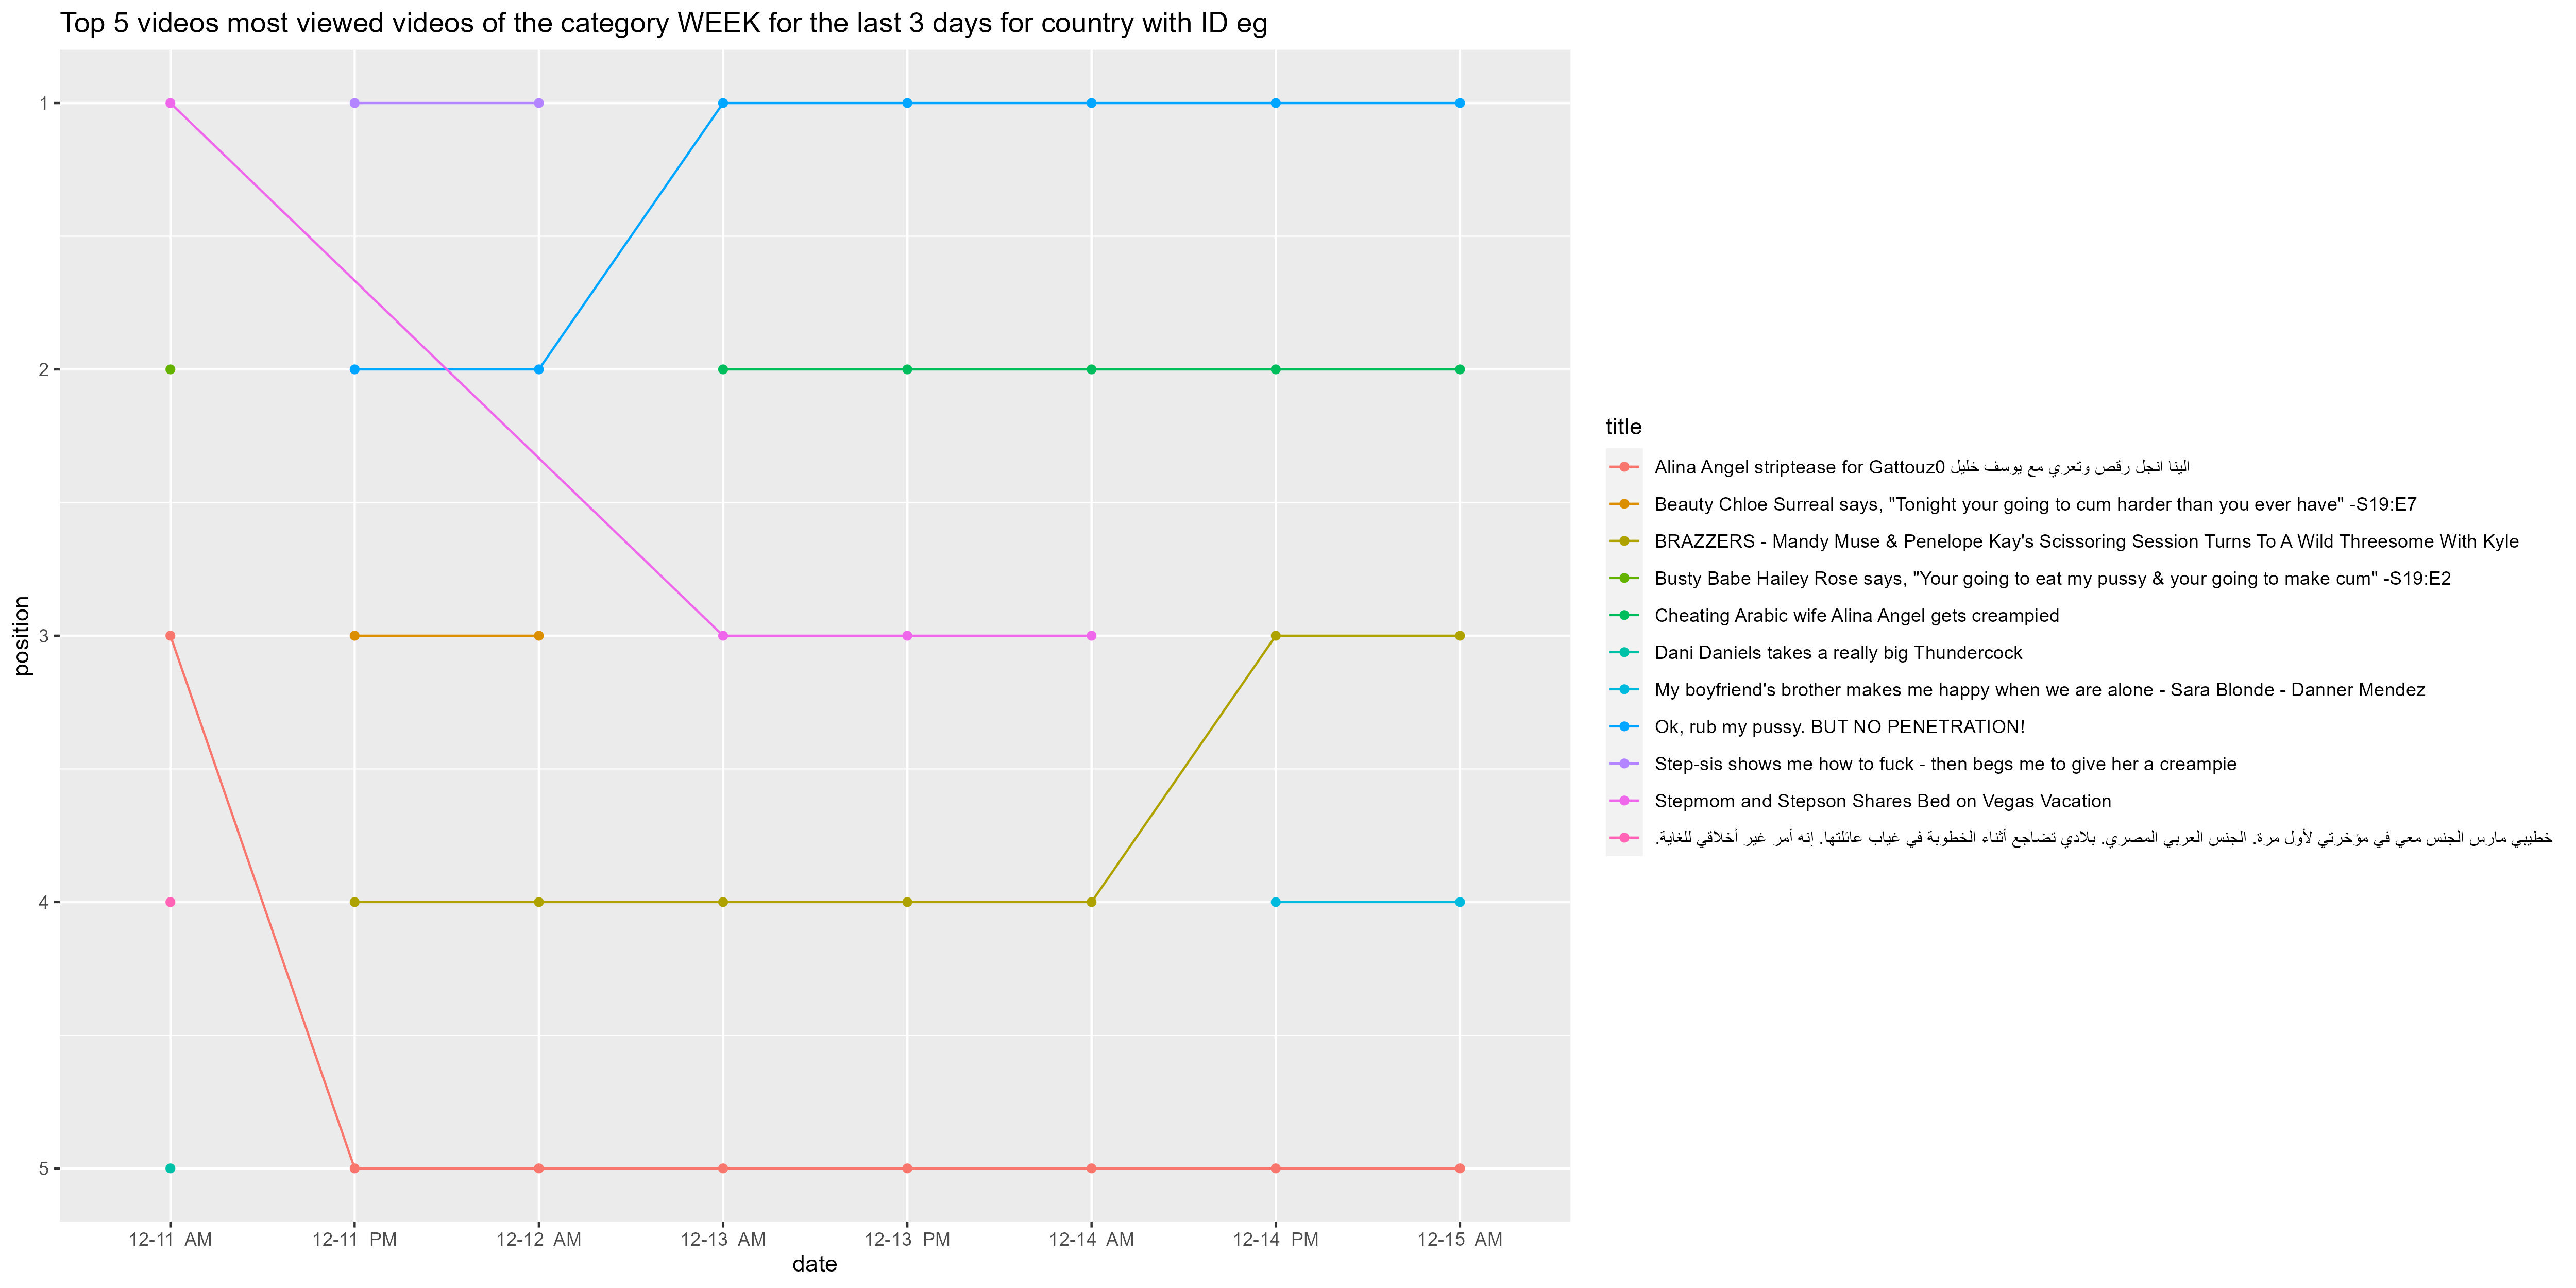 Top 5 videos most viewed videos of the category WEEK for the last 3 days for country with ID eg
position
1
2
3
4
5
12-11 AM
12-11 PM
12-12 AM
12-13 AM
12-13 PM
12-14 AM
12-14 PM
12-15 AM
date
title
Alina Angel striptease for Gattouz0 الينا انجل رقص وتعري مع يوسف خليل
Beauty Chloe Surreal says, "Tonight your going to cum harder than you ever have" -S19:E7
BRAZZERS - Mandy Muse & Penelope Kay's Scissoring Session Turns To A Wild Threesome With Kyle
Busty Babe Hailey Rose says, "Your going to eat my pussy & your going to make cum" -S19:E2
Cheating Arabic wife Alina Angel gets creampied
Dani Daniels takes a really big Thundercock
My boyfriend's brother makes me happy when we are alone - Sara Blonde - Danner Mendez
Ok, rub my pussy. BUT NO PENETRATION!
Step-sis shows me how to fuck - then begs me to give her a creampie
Stepmom and Stepson Shares Bed on Vegas Vacation
خطيبي مارس الجنس معي في مؤخرتي لأول مرة. الجنس العربي المصري. بلادي تضاجع أثناء الخطوبة في غياب عائلتها. إنه أمر غير أخلاقي للغاية.